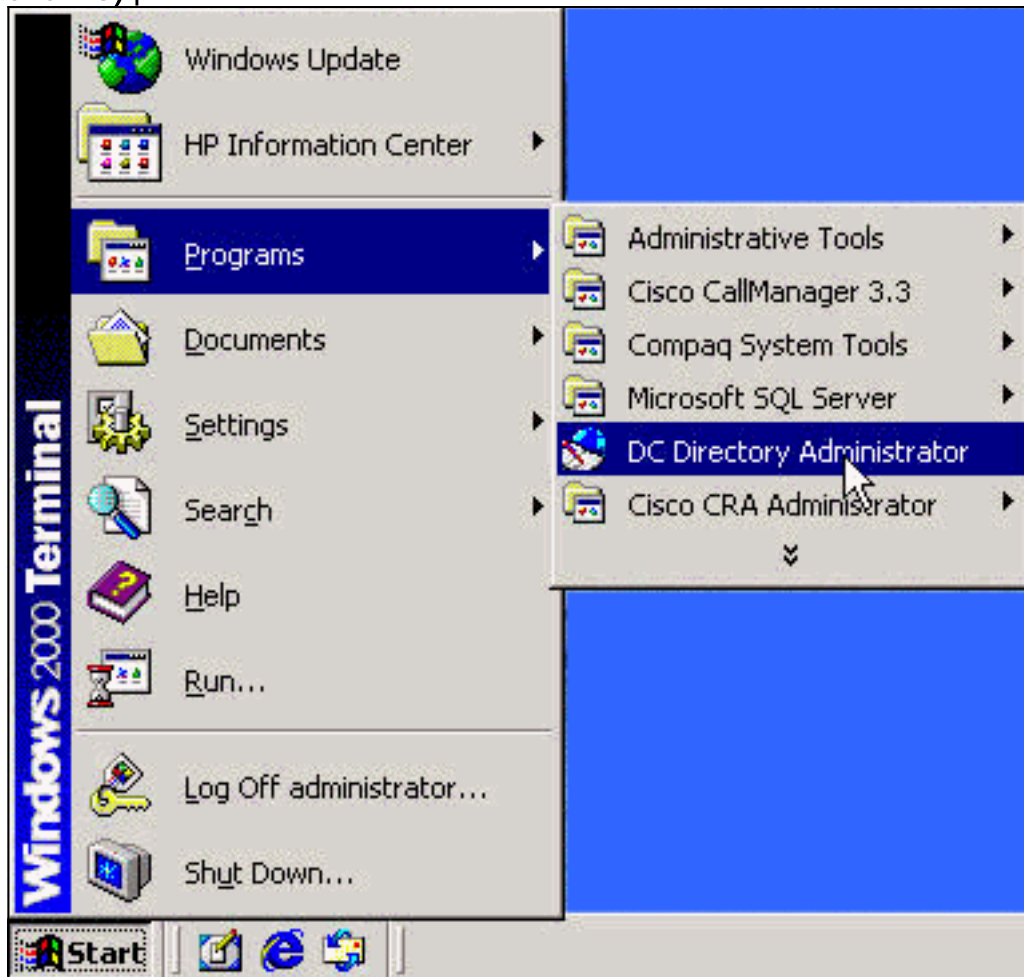 Windows Update
HP Information Center
Programs
Documents
Settings
Search
Help
Run...
Log Off administrator...
Shut Down...
Windows 2000 Terminal
Administrative Tools
Cisco CallManager 3.3
Compaq System Tools
Microsoft SQL Server
DC Directory Administrator
Cisco CRA Administrator
Start